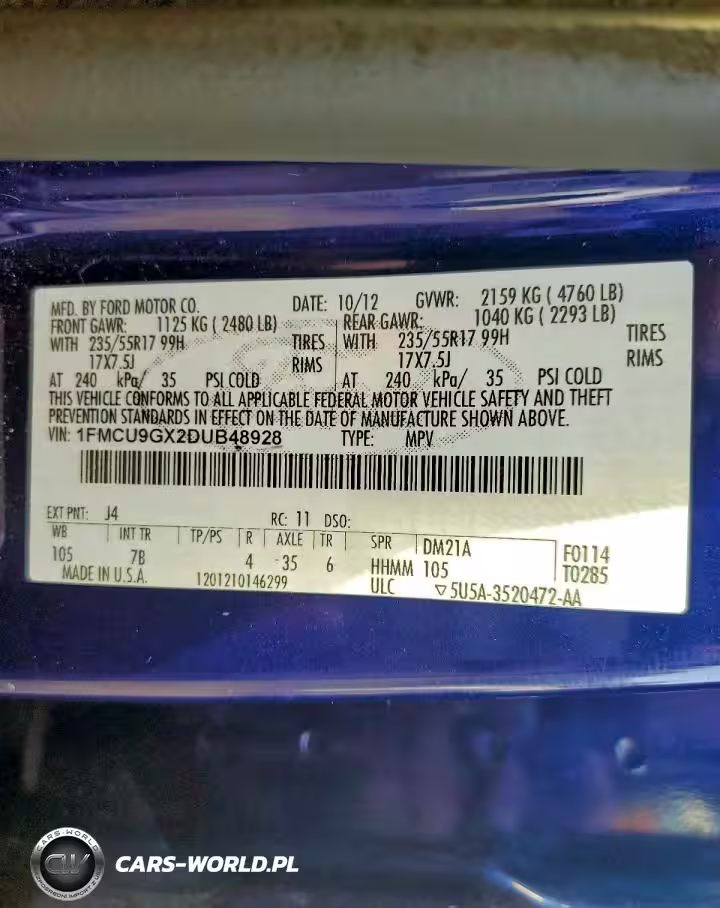 MFD. BY FORD MOTOR CO. DATE: 10/12 GVWR: 2159 KG ( 4760 LB)
FRONT GAWR: 1125 KG ( 2480 LB) REAR GAWR: 1040 KG ( 2293 LB)
WITH 235/55R17 99H TIRES WITH 235/55R17 99H TIRES
17X7.5J RIMS 17X7.5J RIMS
AT 240 kPa/ 35 PSI COLD AT 240 kPa/ 35 PSI COLD
THIS VEHICLE CONFORMS TO ALL APPLICABLE FEDERAL MOTOR VEHICLE SAFETY AND THEFT
PREVENTION STANDARDS IN EFFECT ON THE DATE OF MANUFACTURE SHOWN ABOVE.
VIN: 1FMCU9GX2DUB48928 TYPE: MPV
EXT PNT: J4 RC: 11 DSO:
WB INT TR TP/PS R AXLE TR SPR DM21A F0114
105 7B 4 35 6 HHMM 105 T0285
MADE IN U.S.A. 1201210146299 ULC ▽5U5A-3520472-AA
CARS-WORLD
CW
CARS-WORLD.PL